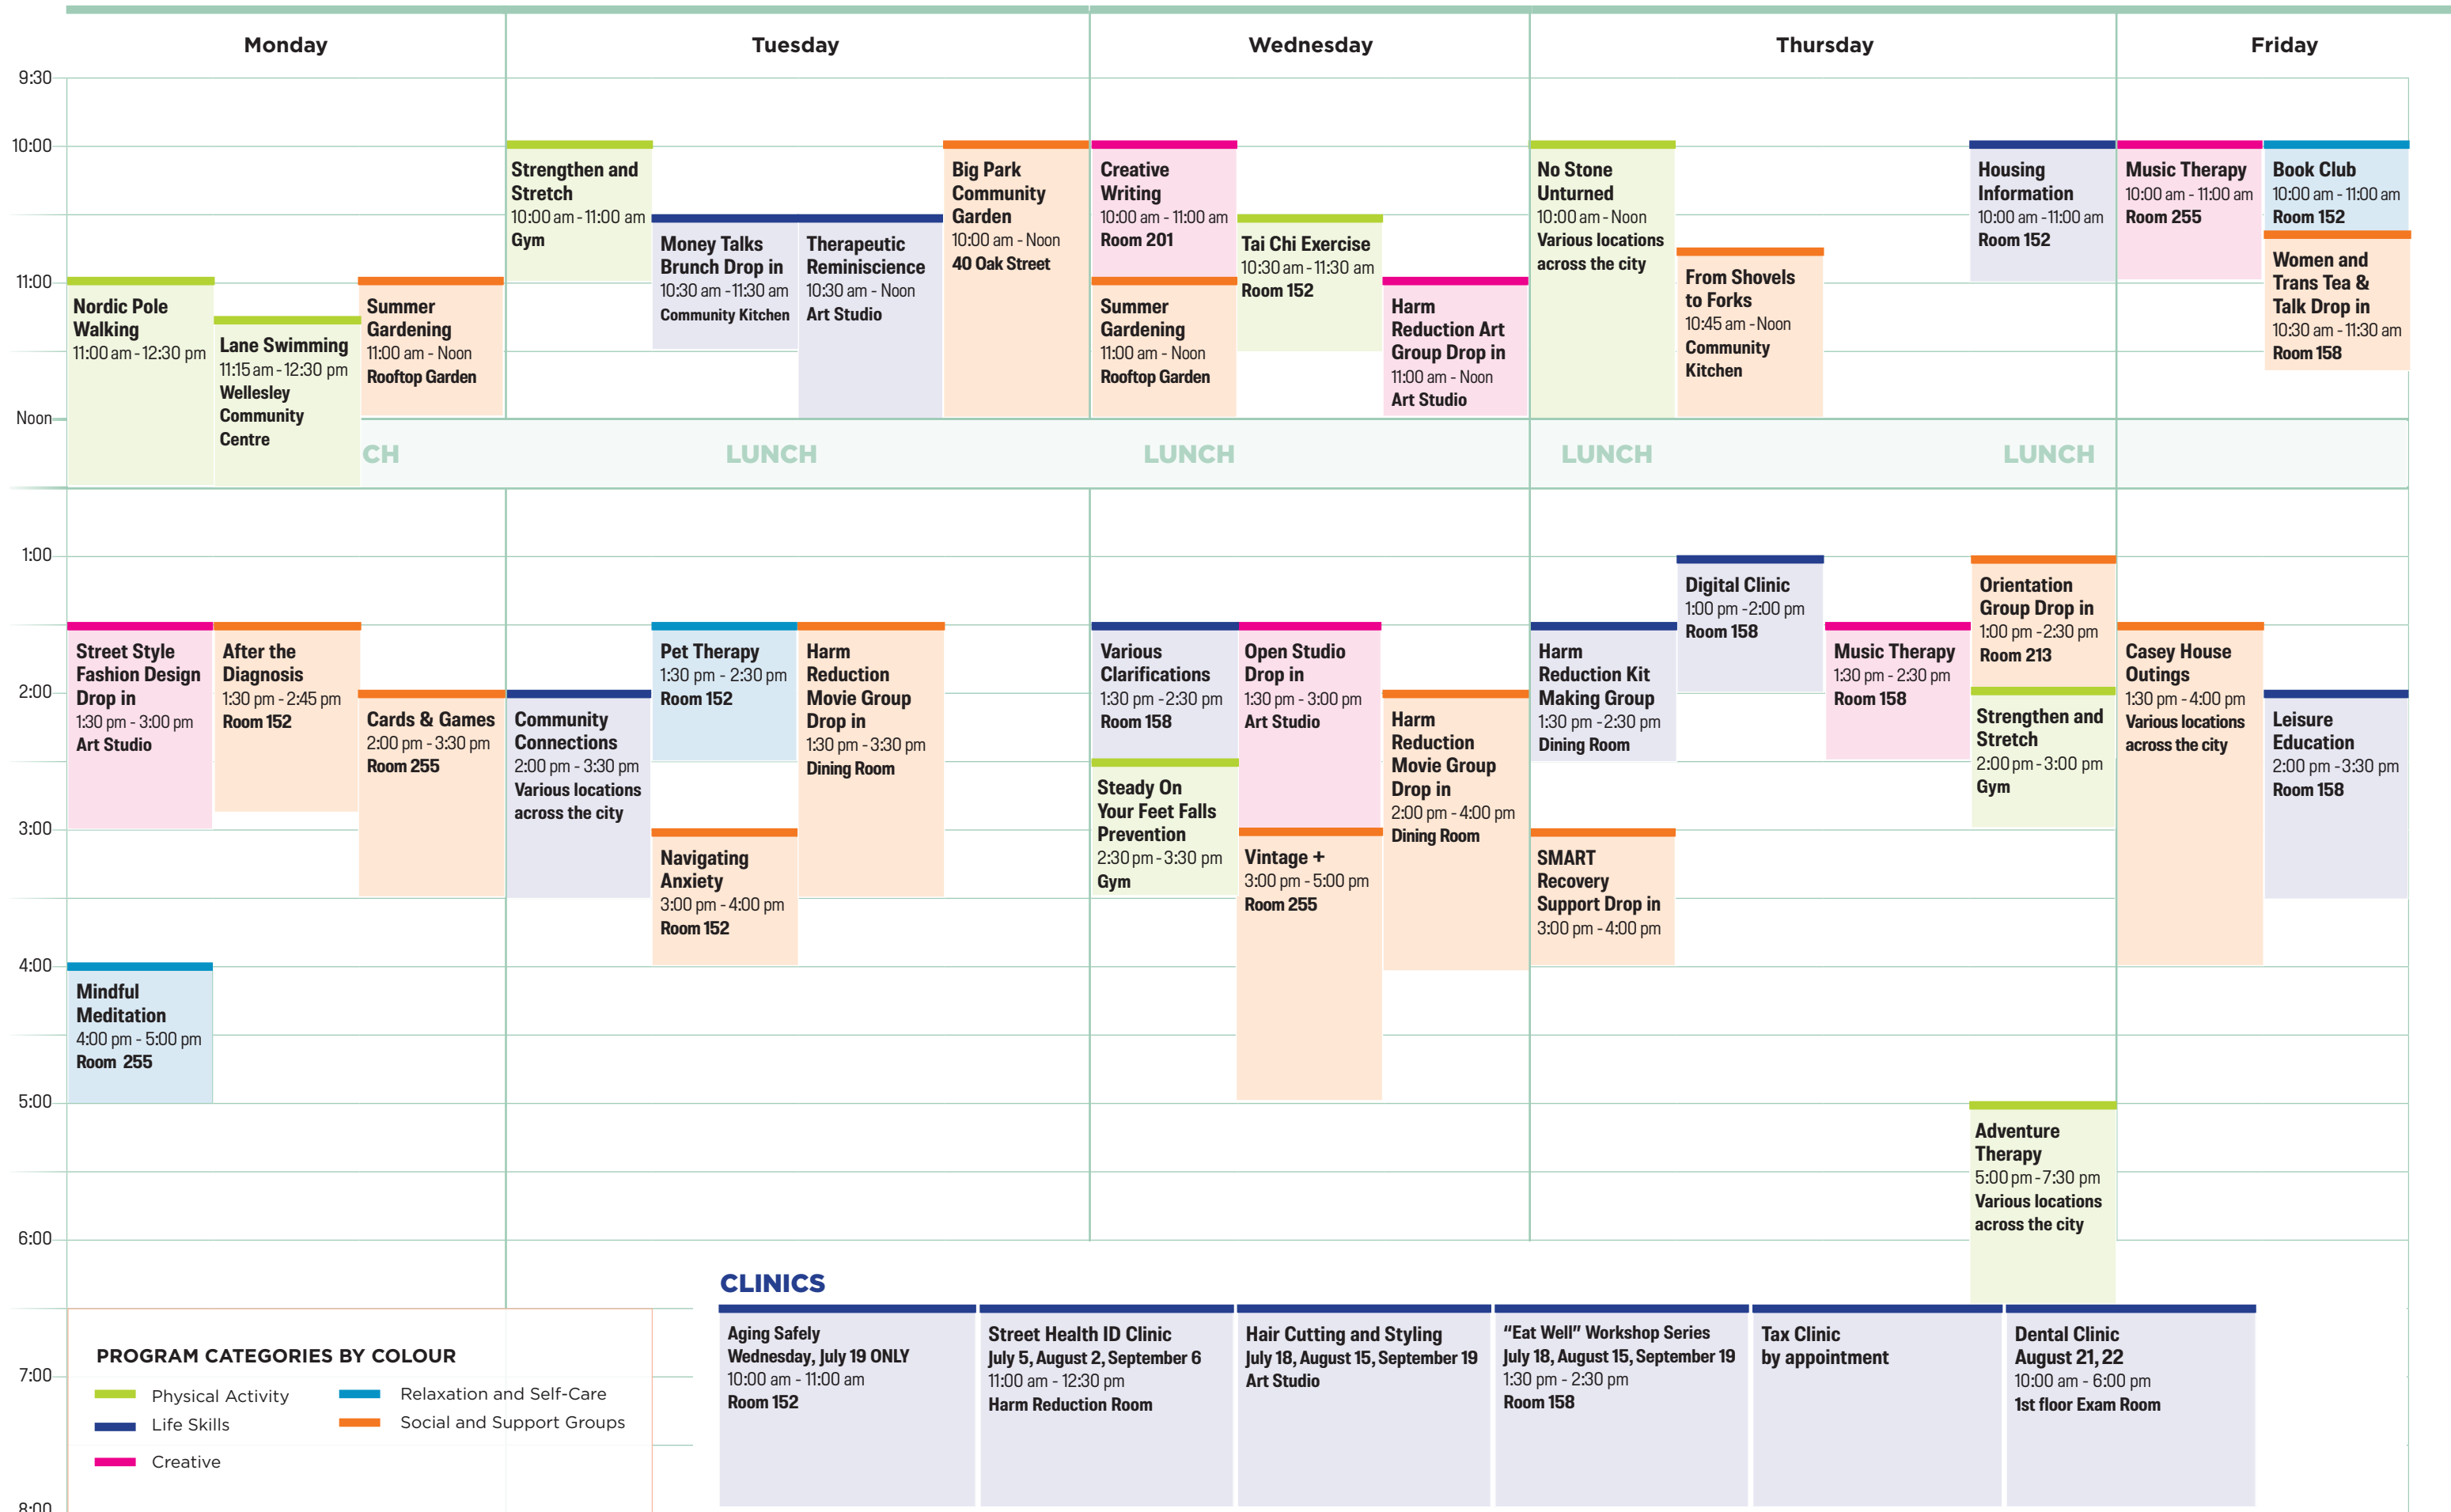 Monday
Tuesday
Wednesday
Thursday
Friday
9:30
10:00
11:00
Noon
1:00
2:00
3:00
4:00
5:00
6:00
7:00
8:00
Nordic Pole
Walking
11:00 am - 12:30 pm
Lane Swimming
11:15 am - 12:30 pm
Wellesley
Community
Centre
Summer
Gardening
11:00 am - Noon
Rooftop Garden
Strengthen and
Stretch
10:00 am - 11:00 am
Gym
Money Talks
Brunch Drop in
10:30 am - 11:30 am
Community Kitchen
Therapeutic
Reminiscience
10:30 am - Noon
Art Studio
Big Park
Community
Garden
10:00 am - Noon
40 Oak Street
Creative
Writing
10:00 am - 11:00 am
Room 201
Summer
Gardening
11:00 am - Noon
Rooftop Garden
Tai Chi Exercise
10:30 am - 11:30 am
Room 152
Harm
Reduction Art
Group Drop in
11:00 am - Noon
Art Studio
No Stone
Unturned
10:00 am - Noon
Various locations
across the city
From Shovels
to Forks
10:45 am - Noon
Community
Kitchen
Housing
Information
10:00 am - 11:00 am
Room 152
Music Therapy
10:00 am - 11:00 am
Room 255
Book Club
10:00 am - 11:00 am
Room 152
Women and
Trans Tea &
Talk Drop in
10:30 am - 11:30 am
Room 158
CH
LUNCH
LUNCH
LUNCH
LUNCH
Street Style
Fashion Design
Drop in
1:30 pm - 3:00 pm
Art Studio
After the
Diagnosis
1:30 pm - 2:45 pm
Room 152
Cards & Games
2:00 pm - 3:30 pm
Room 255
Mindful
Meditation
4:00 pm - 5:00 pm
Room 255
Community
Connections
2:00 pm - 3:30 pm
Various locations
across the city
Pet Therapy
1:30 pm - 2:30 pm
Room 152
Navigating
Anxiety
3:00 pm - 4:00 pm
Room 152
Harm
Reduction
Movie Group
Drop in
1:30 pm - 3:30 pm
Dining Room
Various
Clarifications
1:30 pm - 2:30 pm
Room 158
Steady On
Your Feet Falls
Prevention
2:30 pm - 3:30 pm
Gym
Open Studio
Drop in
1:30 pm - 3:00 pm
Art Studio
Vintage +
3:00 pm - 5:00 pm
Room 255
Harm
Reduction
Movie Group
Drop in
2:00 pm - 4:00 pm
Dining Room
Harm
Reduction Kit
Making Group
1:30 pm - 2:30 pm
Dining Room
SMART
Recovery
Support Drop in
3:00 pm - 4:00 pm
Digital Clinic
1:00 pm - 2:00 pm
Room 158
Music Therapy
1:30 pm - 2:30 pm
Room 158
Orientation
Group Drop in
1:00 pm - 2:30 pm
Room 213
Strengthen and
Stretch
2:00 pm - 3:00 pm
Gym
Adventure
Therapy
5:00 pm - 7:30 pm
Various locations
across the city
Casey House
Outings
1:30 pm - 4:00 pm
Various locations
across the city
Leisure
Education
2:00 pm - 3:30 pm
Room 158
PROGRAM CATEGORIES BY COLOUR
Physical Activity
Life Skills
Creative
Relaxation and Self-Care
Social and Support Groups
CLINICS
Aging Safely
Wednesday, July 19 ONLY
10:00 am - 11:00 am
Room 152
Street Health ID Clinic
July 5, August 2, September 6
11:00 am - 12:30 pm
Harm Reduction Room
Hair Cutting and Styling
July 18, August 15, September 19
Art Studio
“Eat Well” Workshop Series
July 18, August 15, September 19
1:30 pm - 2:30 pm
Room 158
Tax Clinic
by appointment
Dental Clinic
August 21, 22
10:00 am - 6:00 pm
1st floor Exam Room